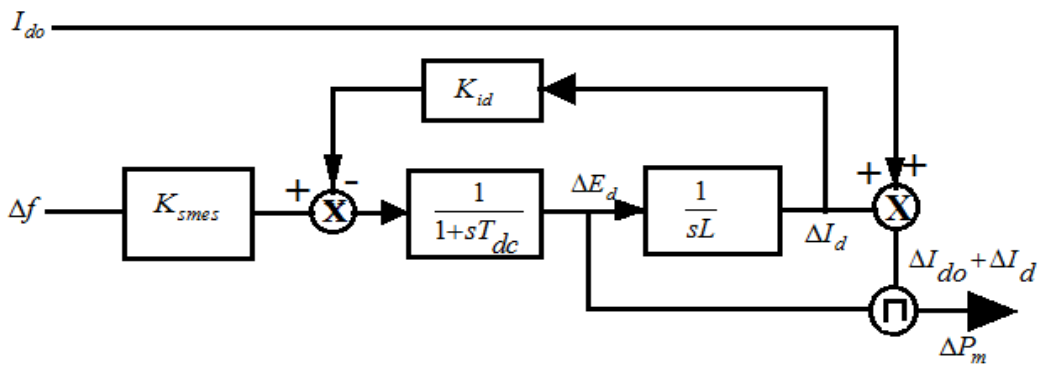 I_do
K_id
+ +
Δf
K_smes
+ -
X
1
1+sT_dc
ΔE_d
1
sL
ΔI_d
X
ΔI_do+ΔI_d
Π
ΔP_m